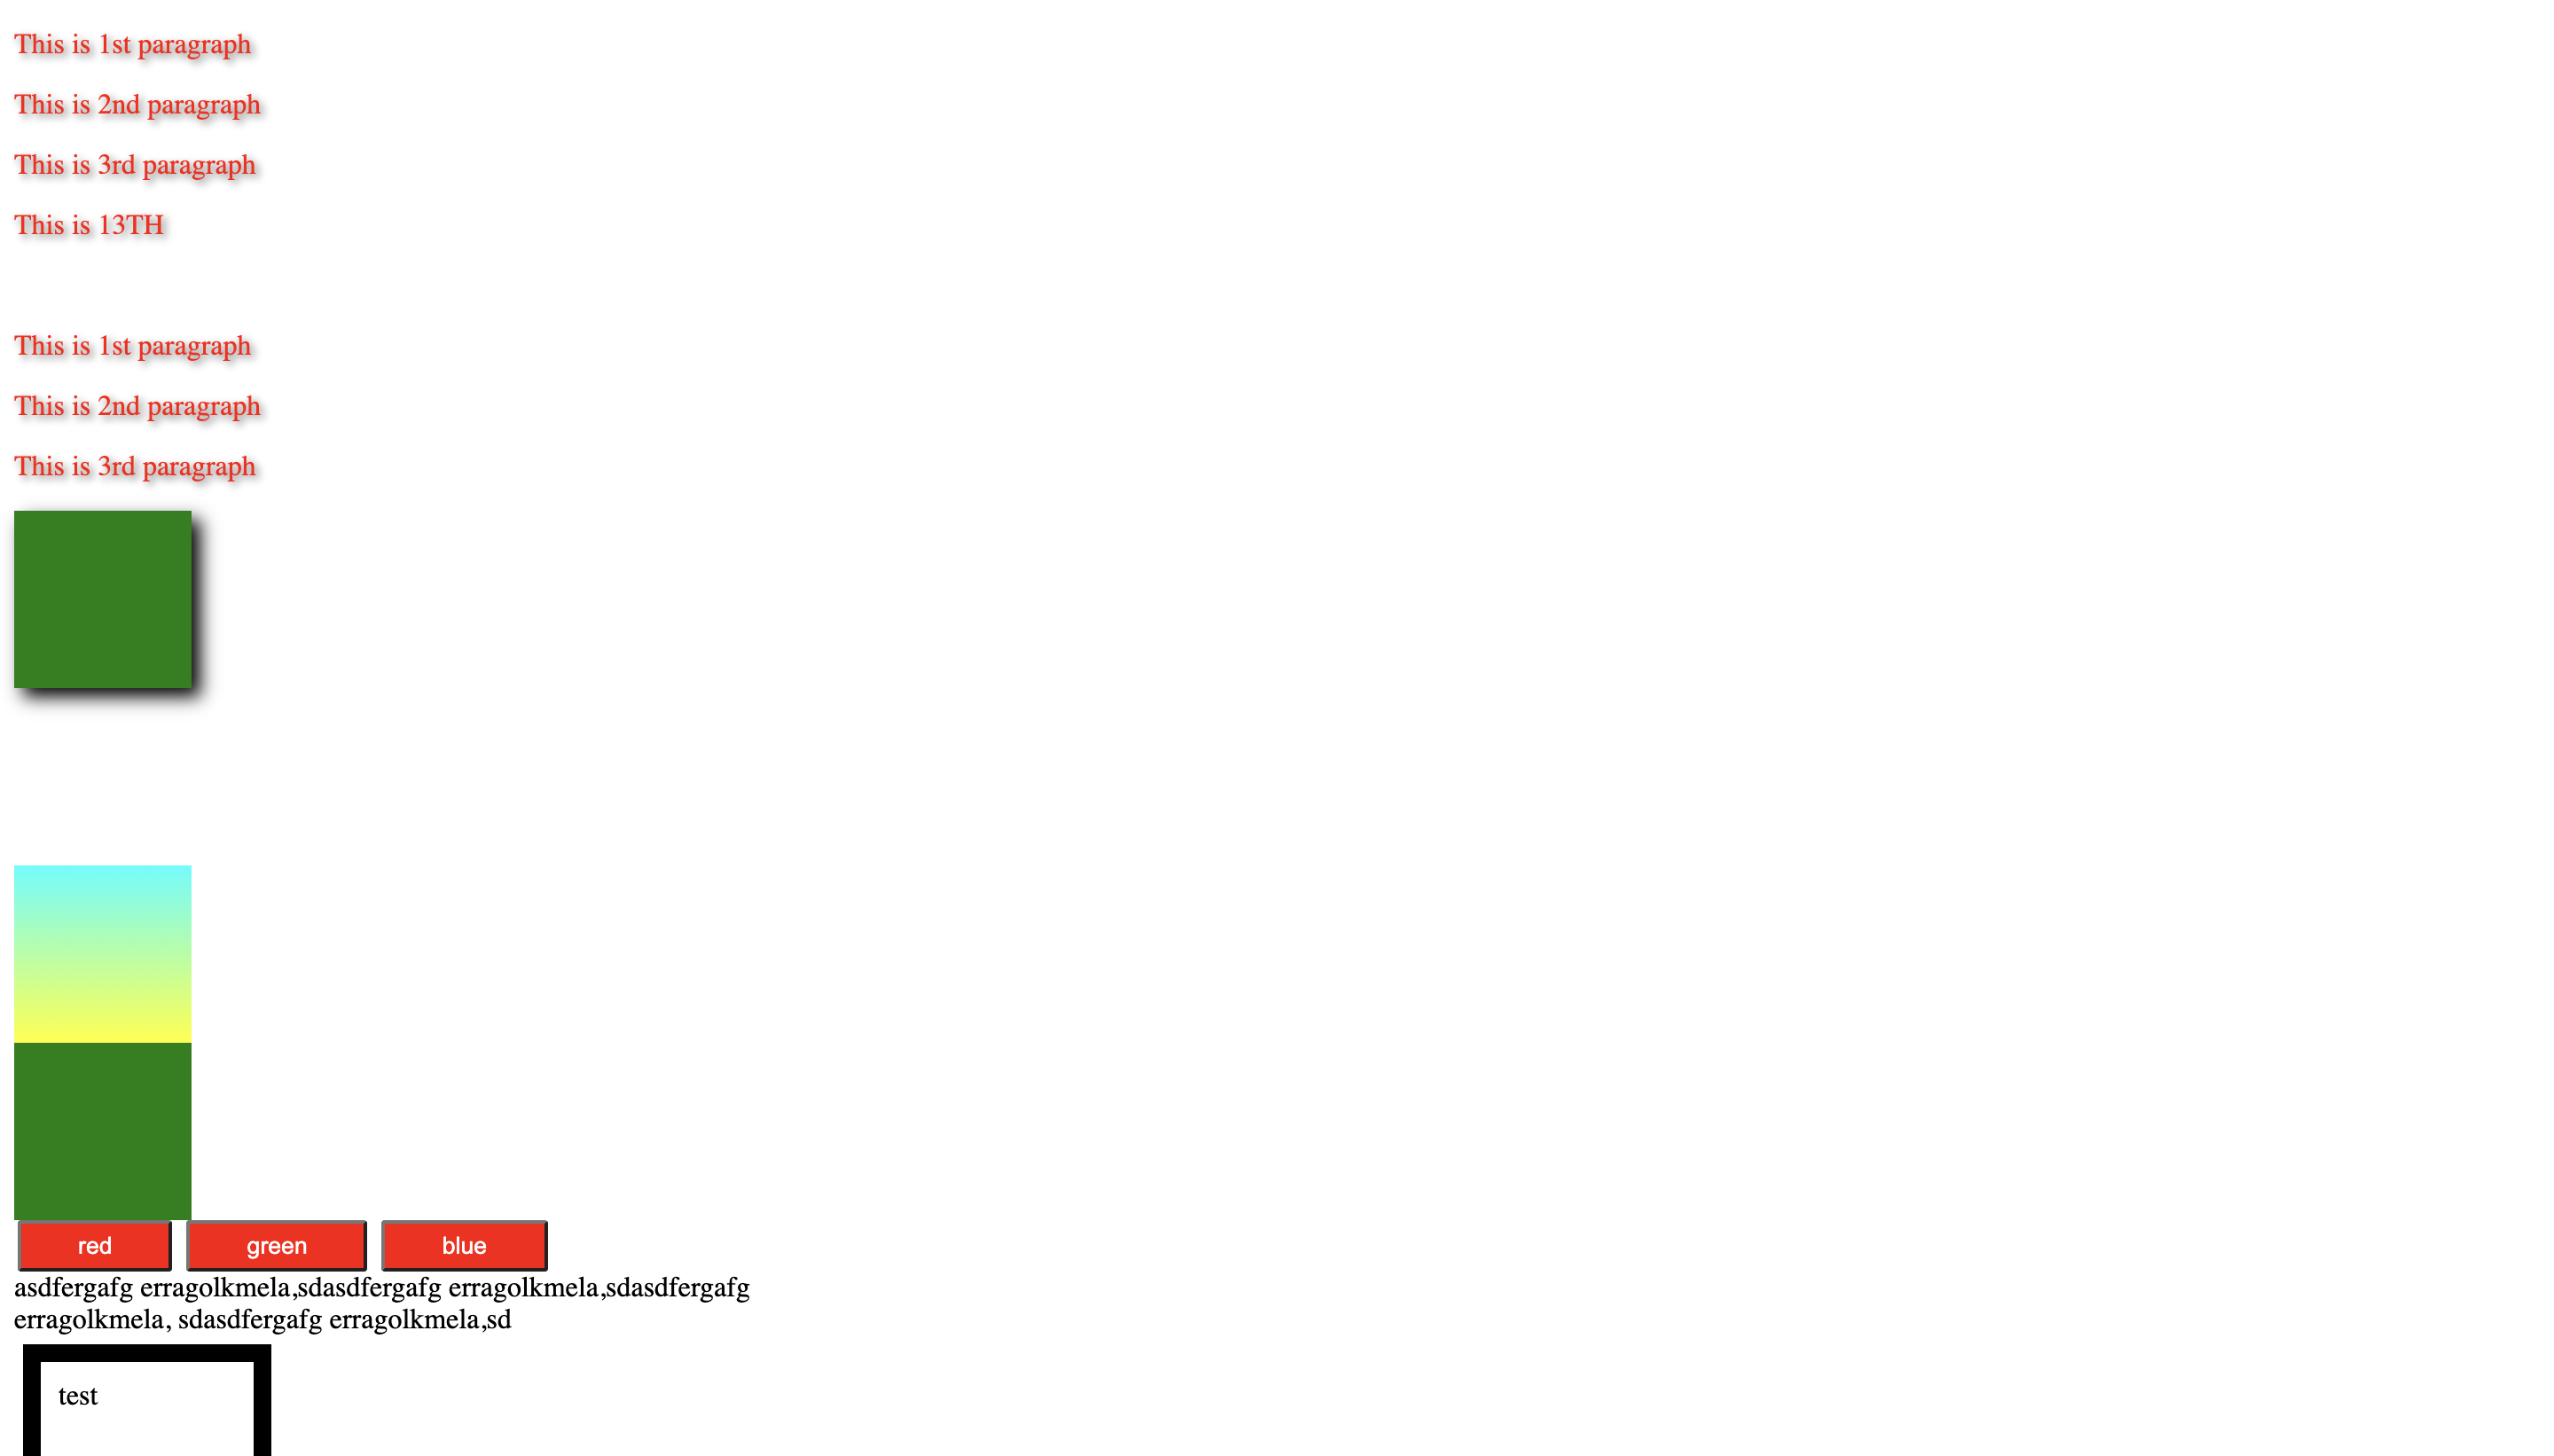 This is 1st paragraph
This is 2nd paragraph
This is 3rd paragraph
This is 13TH
This is 1st paragraph
This is 2nd paragraph
This is 3rd paragraph
red green blue
asdfergafg erragolkmela,sdasdfergafg erragolkmela,sdasdfergafg
erragolkmela, sdasdfergafg erragolkmela,sd
test